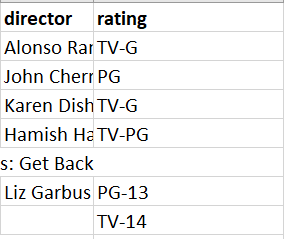 director rating
Alonso Rar TV-G
John Cherr PG
Karen Dish TV-G
Hamish Ha TV-PG
s: Get Back
Liz Garbus PG-13
TV-14